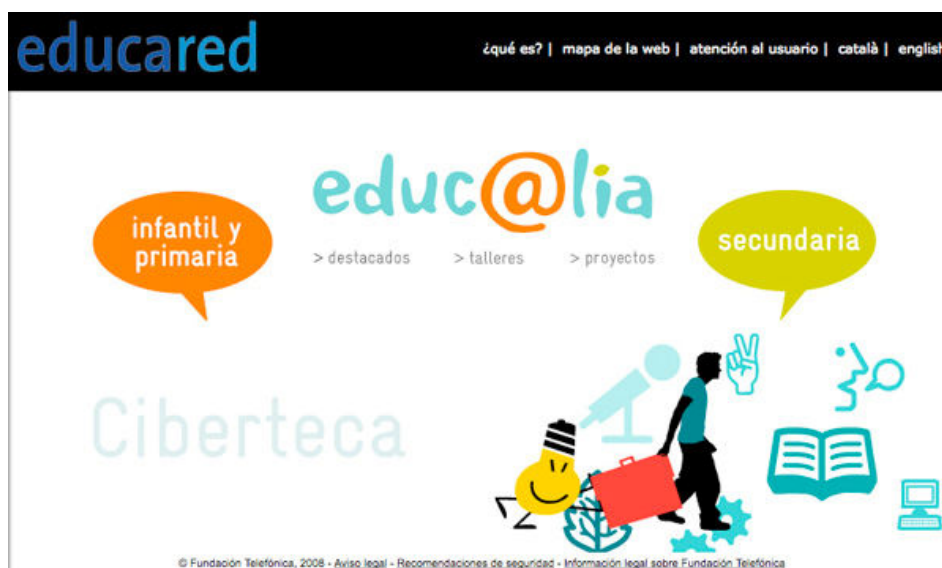 educared
¿qué es? | mapa de la web | atención al usuario | català | english
educ@lia
infantil y
primaria
secundaria
> destacados > talleres > proyectos
Ciberteca
© Fundación Telefónica, 2008 - Aviso legal - Recomendaciones de seguridad - Información legal sobre Fundación Telefónica